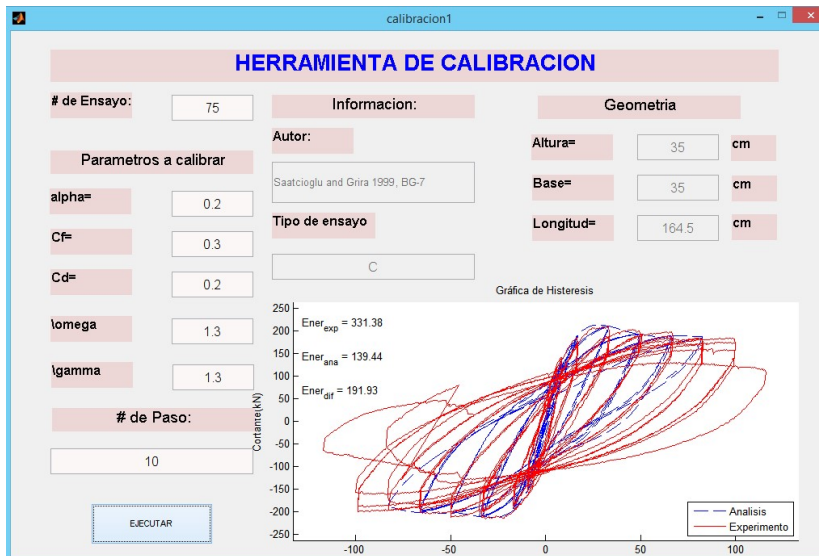 calibracion1
HERRAMIENTA DE CALIBRACION
# de Ensayo:
75
Parametros a calibrar
alpha=
0.2
Cf=
0.3
Cd=
0.2
\omega
1.3
\gamma
1.3
# de Paso:
10
EJECUTAR
Informacion:
Autor:
Saatcioglu and Grira 1999, BG-7
Tipo de ensayo
C
Geometria
Altura=
35
cm
Base=
35
cm
Longitud=
164.5
cm
Gráfica de Histeresis
Ener_exp = 331.38
Ener_ana = 139.44
Ener_dif = 191.93
Cortante(kN)
250
200
150
100
50
0
-50
-100
-150
-200
-250
-100
-50
0
50
100
Analisis
Experimento